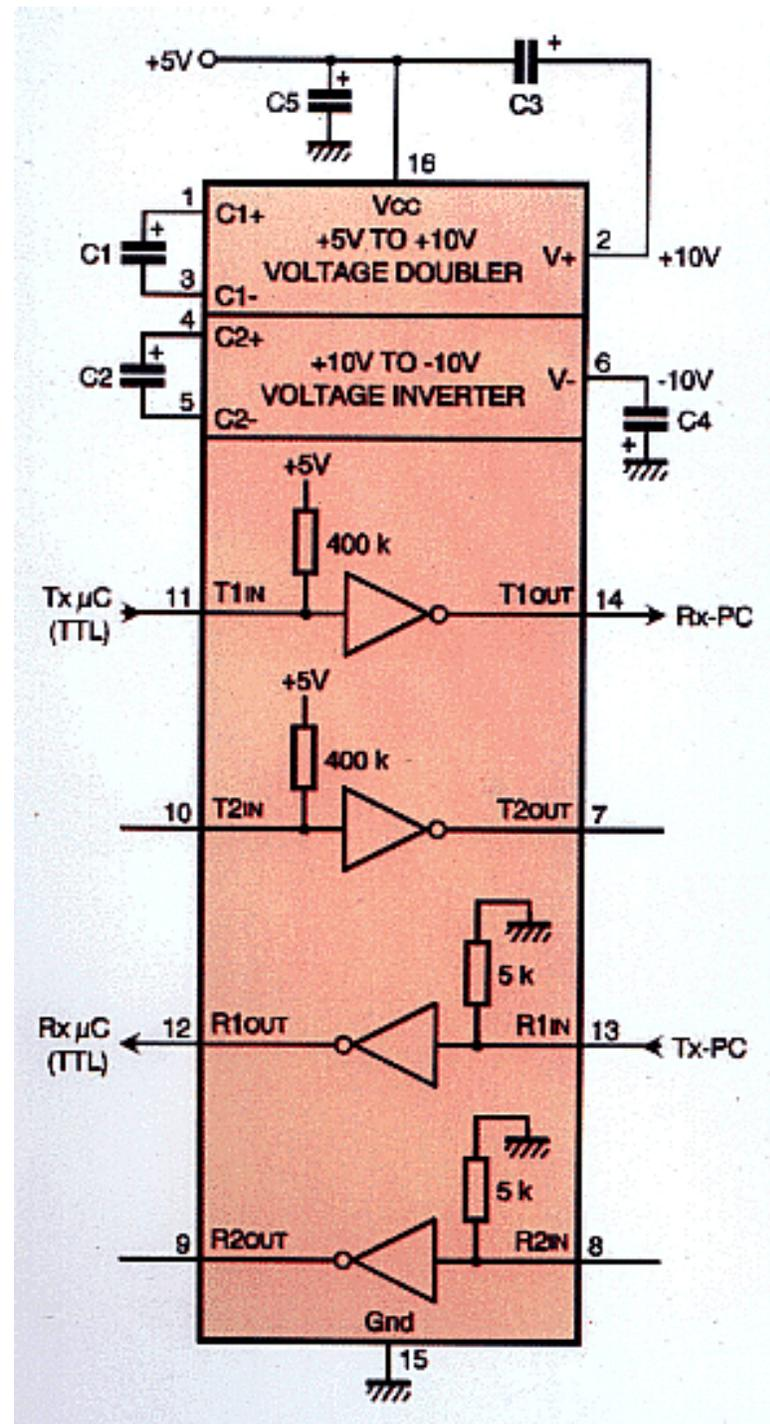 +5V
C5
+
C3
+
16
1
C1+
VCC
+5V TO +10V
VOLTAGE DOUBLER
V+
2
+10V
C1
+
3
C1-
4
C2+
+10V TO -10V
VOLTAGE INVERTER
V-
6
-10V
C2
+
5
C2-
C4
+
+5V
400 k
Tx µC
(TTL)
11
T1IN
T1OUT
14
Rx-PC
+5V
400 k
10
T2IN
T2OUT
7
5 k
Rx µC
(TTL)
12
R1OUT
R1IN
13
Tx-PC
5 k
9
R2OUT
R2IN
8
Gnd
15